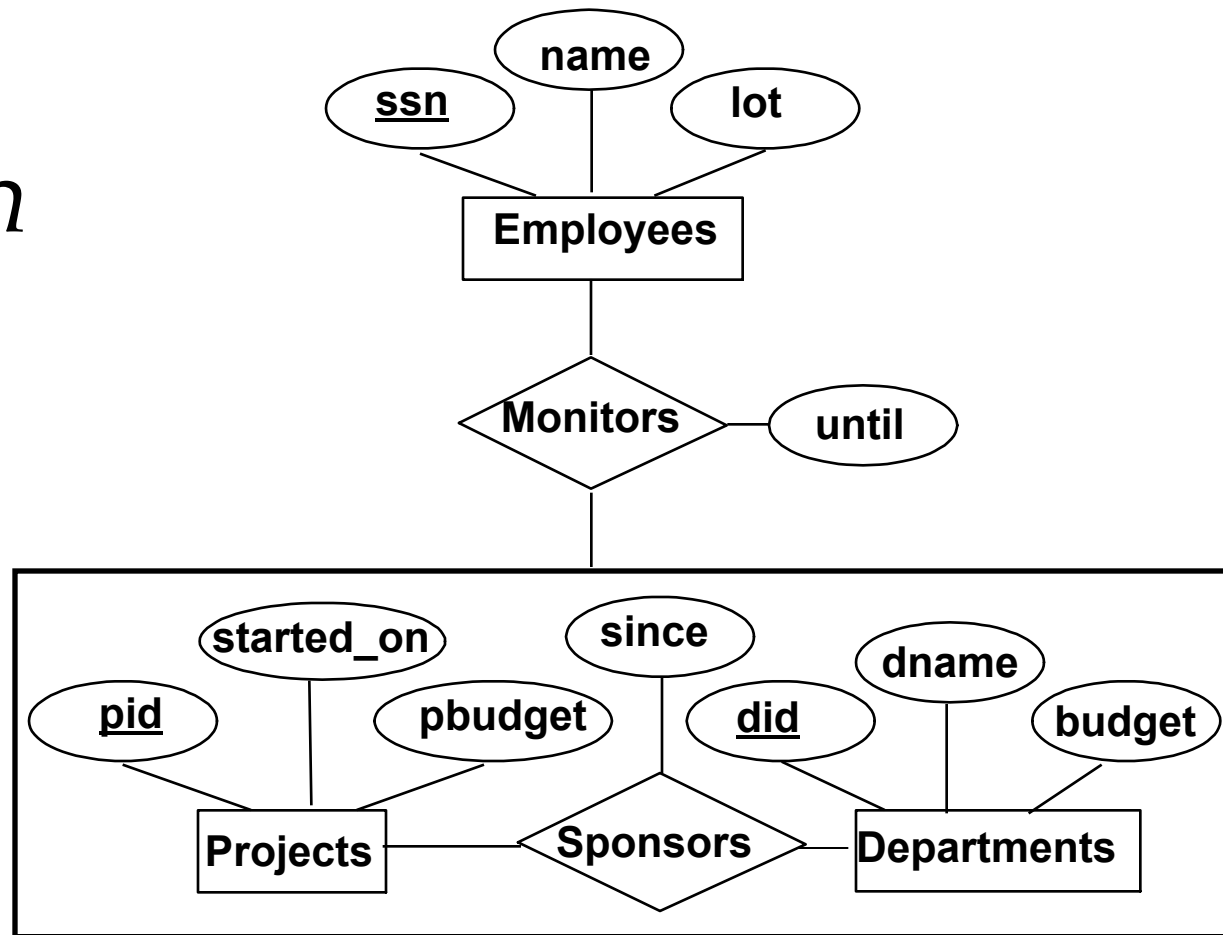 name
ssn
lot
n
Employees
Monitors
until
started_on
since
dname
pid
pbudget
did
budget
Projects
Sponsors
Departments